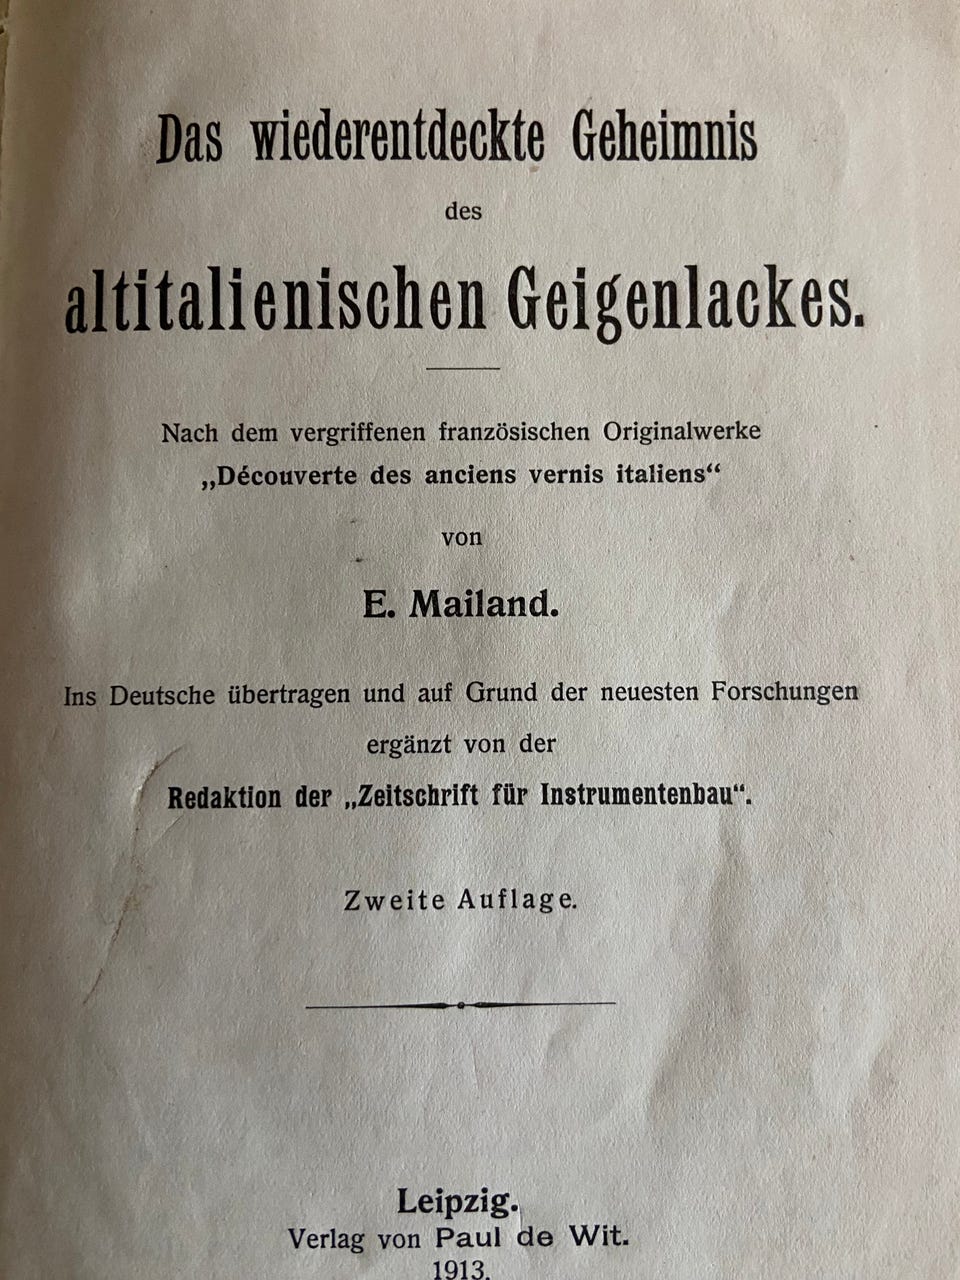 Das wiederentdeckte Geheimnis
des
altitalienischen Geigenlackes.
Nach dem vergriffenen französischen Originalwerke
„Découverte des anciens vernis italiens“
von
E. Mailand.
Ins Deutsche übertragen und auf Grund der neuesten Forschungen
ergänzt von der
Redaktion der „Zeitschrift für Instrumentenbau“.
Zweite Auflage.
Leipzig.
Verlag von Paul de Wit.
1913.